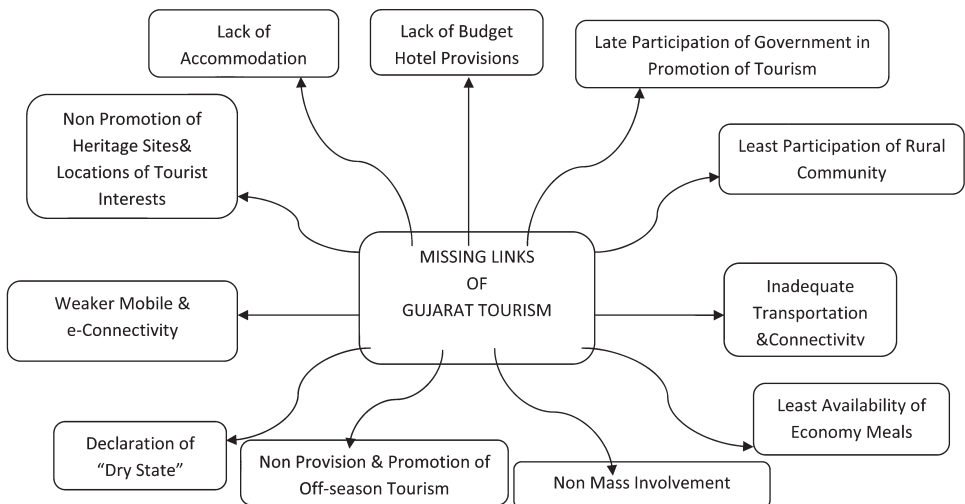 Lack of
Accommodation
Lack of Budget
Hotel Provisions
Late Participation of Government in
Promotion of Tourism
Non Promotion of
Heritage Sites&
Locations of Tourist
Interests
Least Participation of Rural
Community
MISSING LINKS
OF
GUJARAT TOURISM
Weaker Mobile &
e-Connectivity
Inadequate
Transportation
&Connectivity
Least Availability of
Economy Meals
Declaration of
“Dry State”
Non Provision & Promotion of
Off-season Tourism
Non Mass Involvement